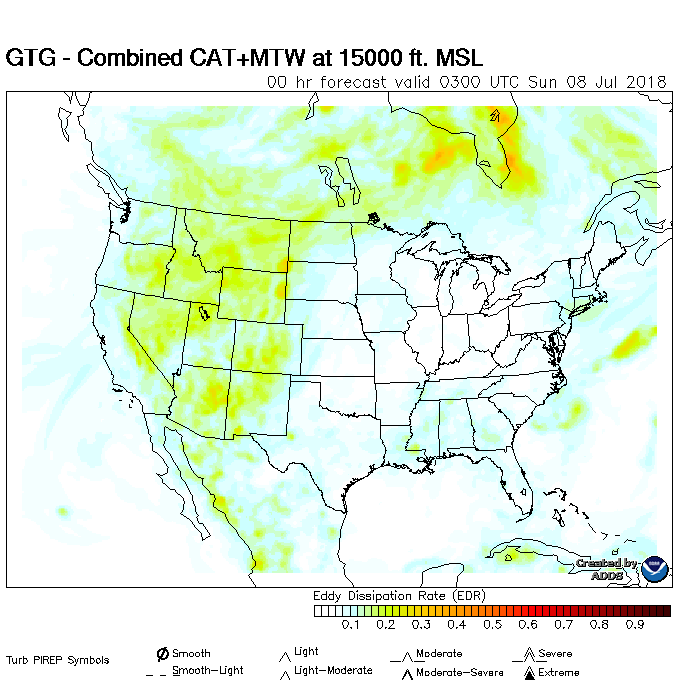 GTG - Combined CAT+MTW at 15000 ft. MSL
00 hr forecast valid 0300 UTC Sun 08 Jul 2018
Created by
ADDS
Eddy Dissipation Rate (EDR)
0.1 0.2 0.3 0.4 0.5 0.6 0.7 0.8 0.9
Turb PIREP Symbols
Smooth Light Moderate Severe
Smooth-Light Light-Moderate Moderate-Severe Extreme